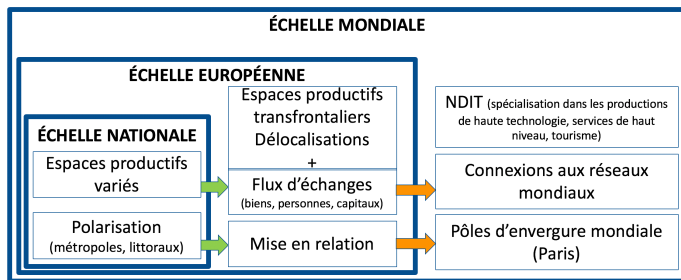 ÉCHELLE MONDIALE
ÉCHELLE EUROPÉENNE
ÉCHELLE NATIONALE
Espaces productifs
variés
Polarisation
(métropoles, littoraux)
Espaces productifs
transfrontaliers
Délocalisations
+
Flux d’échanges
(biens, personnes, capitaux)
Mise en relation
NDIT (spécialisation dans les productions
de haute technologie, services de haut
niveau, tourisme)
Connexions aux réseaux
mondiaux
Pôles d’envergure mondiale
(Paris)